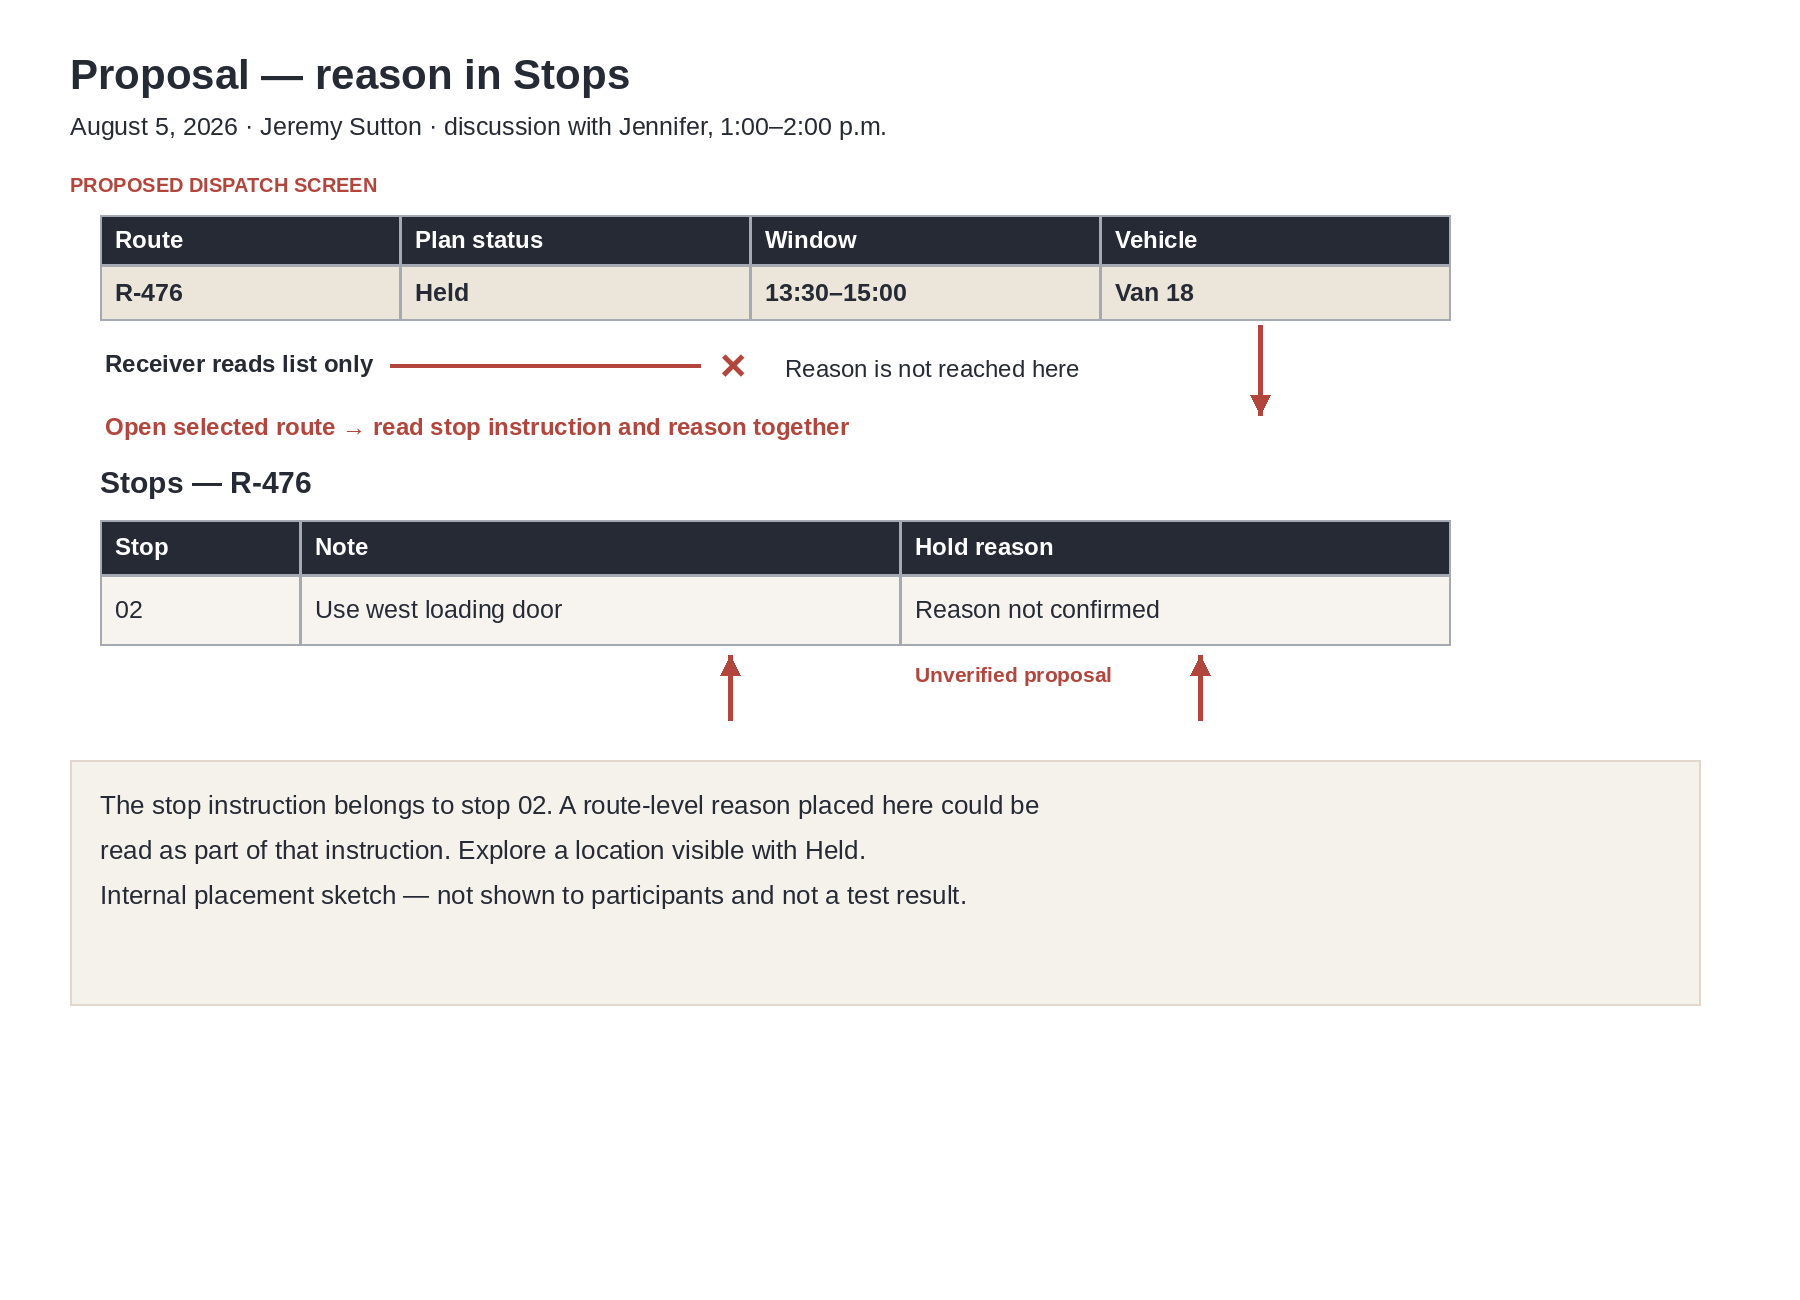 Proposal — reason in Stops
August 5, 2026 · Jeremy Sutton · discussion with Jennifer, 1:00–2:00 p.m.
PROPOSED DISPATCH SCREEN
Route Plan status Window Vehicle
R-476 Held 13:30–15:00 Van 18
Receiver reads list only ✕ Reason is not reached here
Open selected route → read stop instruction and reason together
Stops — R-476
Stop Note Hold reason
02 Use west loading door Reason not confirmed
Unverified proposal
The stop instruction belongs to stop 02. A route-level reason placed here could be
read as part of that instruction. Explore a location visible with Held.
Internal placement sketch — not shown to participants and not a test result.